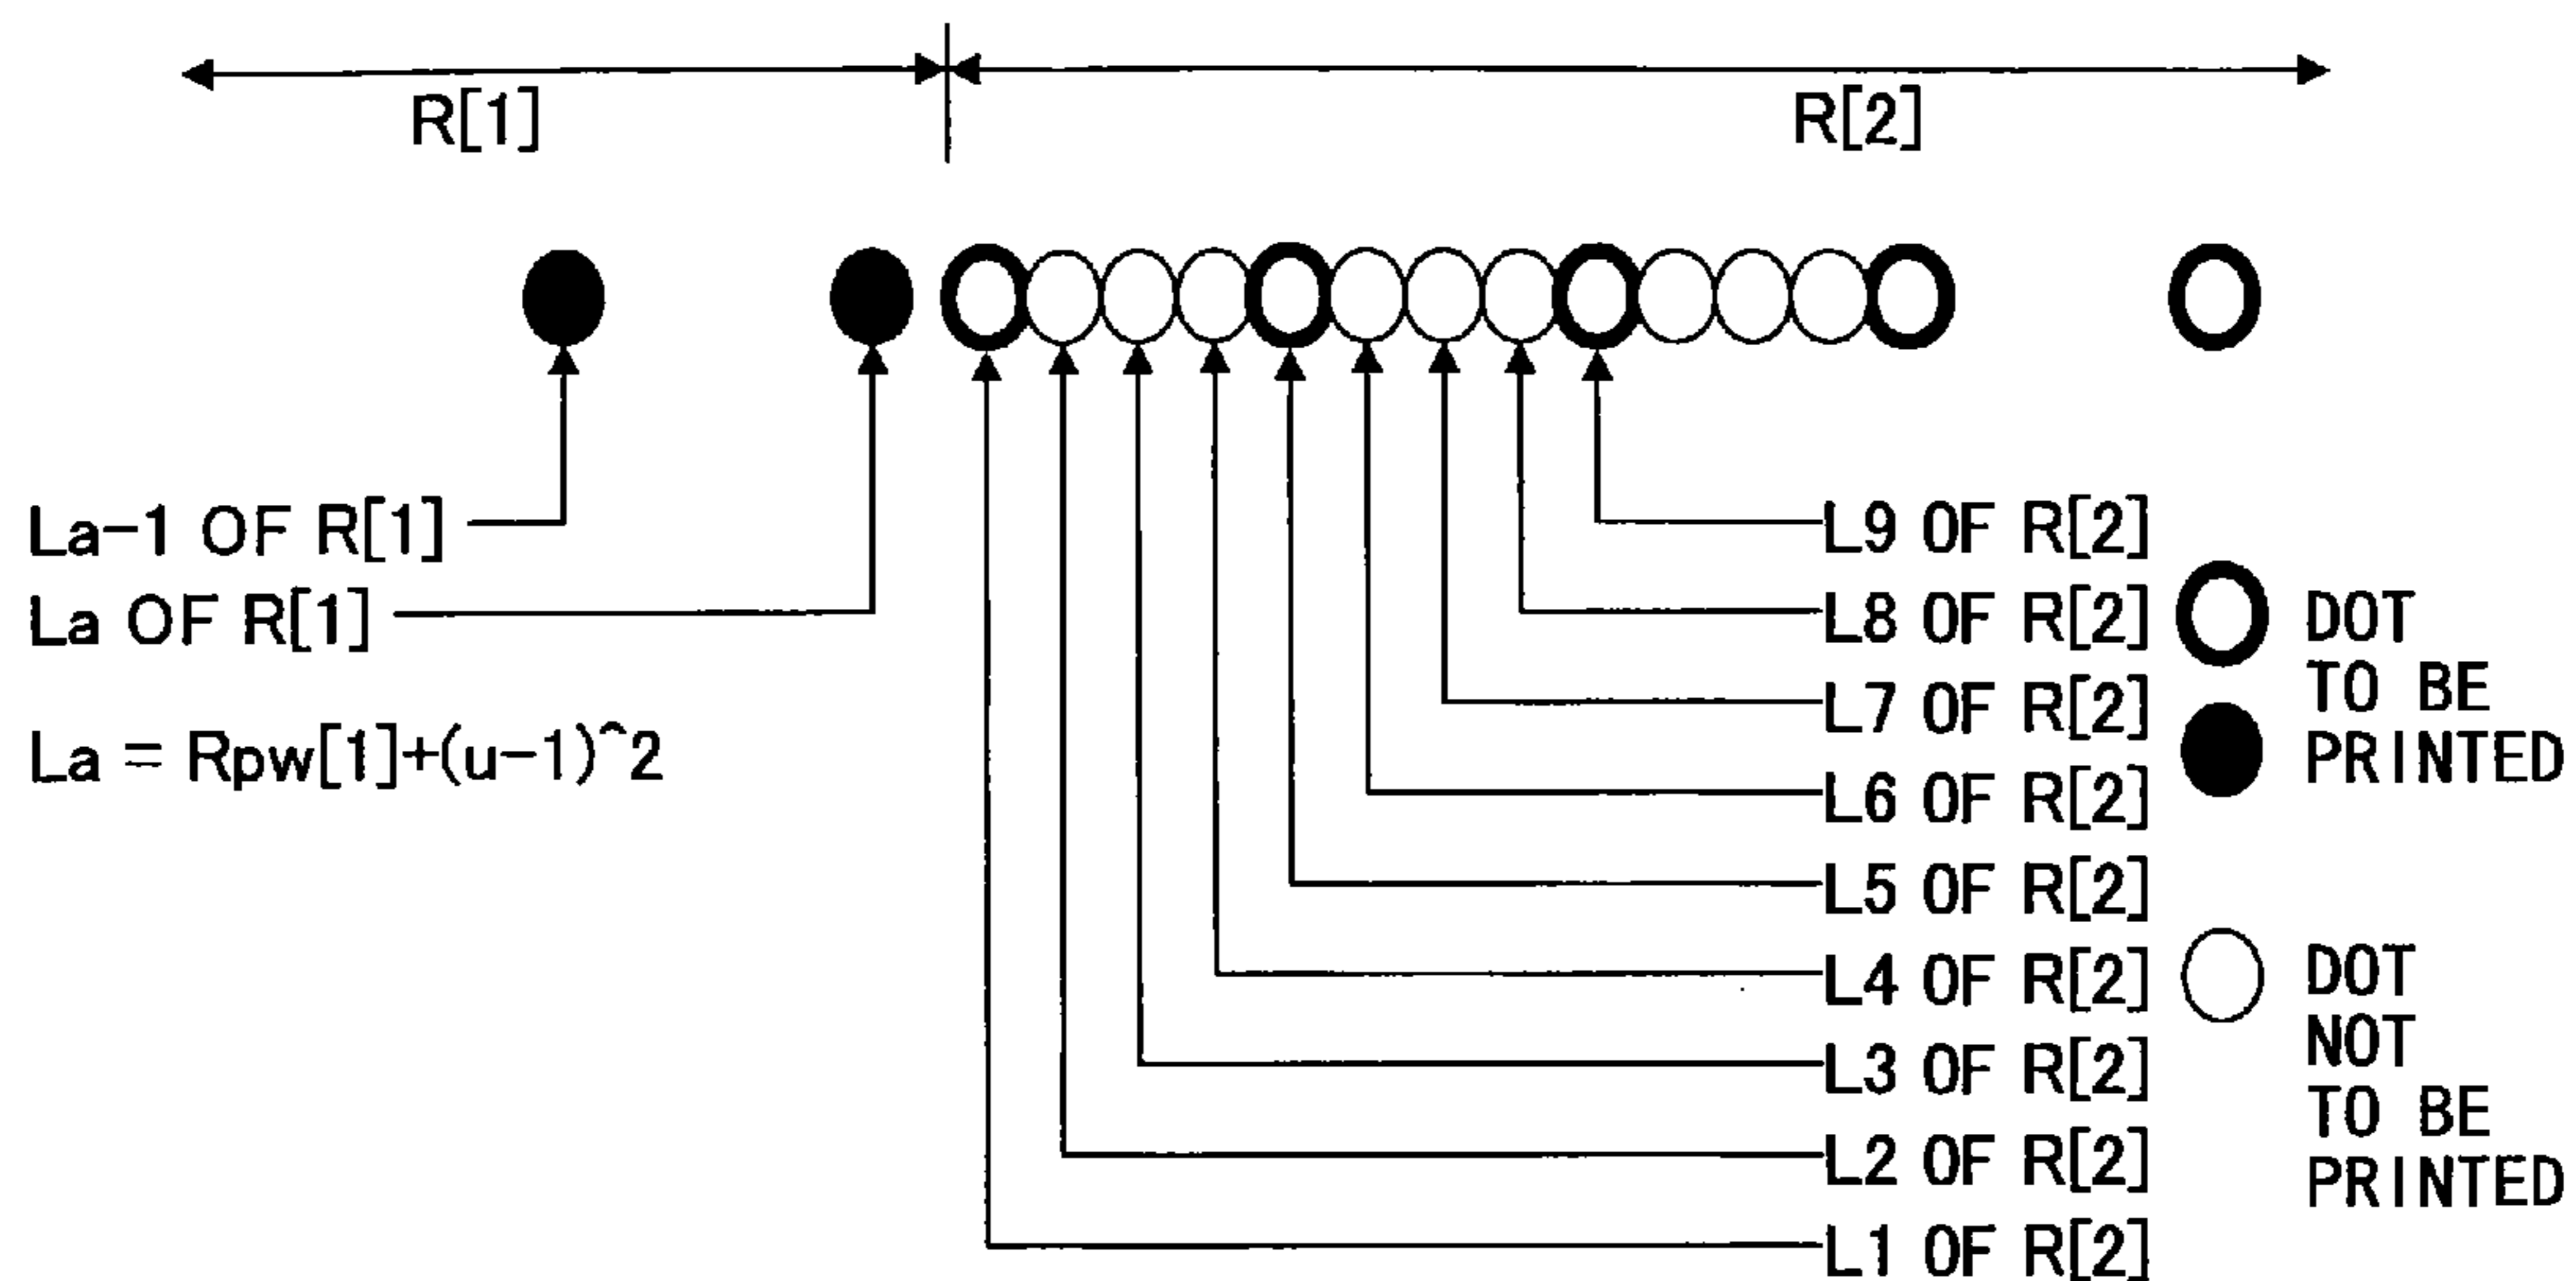 R[1]
R[2]
La-1 OF R[1]
La OF R[1]
La = Rpw[1]+(u-1)^2
L9 OF R[2]
L8 OF R[2]
L7 OF R[2]
L6 OF R[2]
L5 OF R[2]
L4 OF R[2]
L3 OF R[2]
L2 OF R[2]
L1 OF R[2]
DOT
TO BE
PRINTED
DOT
NOT
TO BE
PRINTED